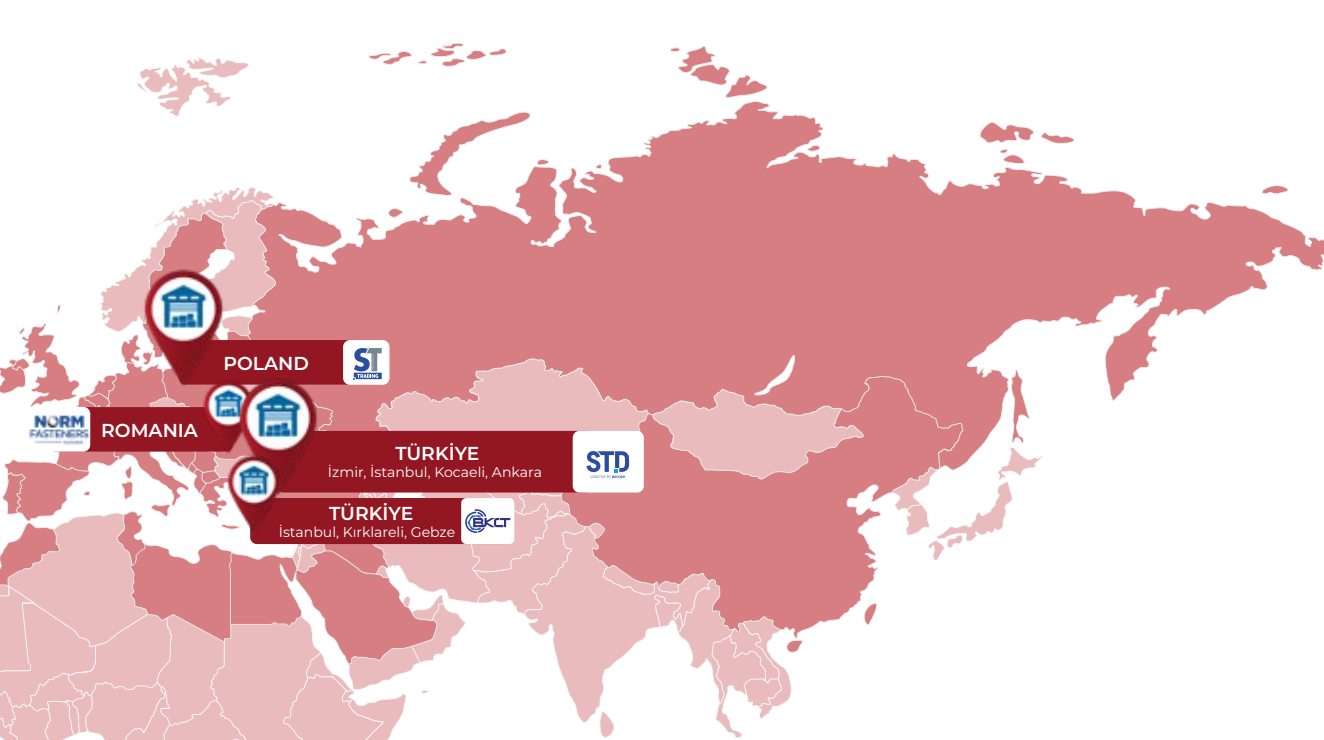 POLAND
ST
TRADING
NORM
FASTENERS
ROMANIA
TÜRKİYE
İzmir, İstanbul, Kocaeli, Ankara
STD
TÜRKİYE
İstanbul, Kırklareli, Gebze
BKCT